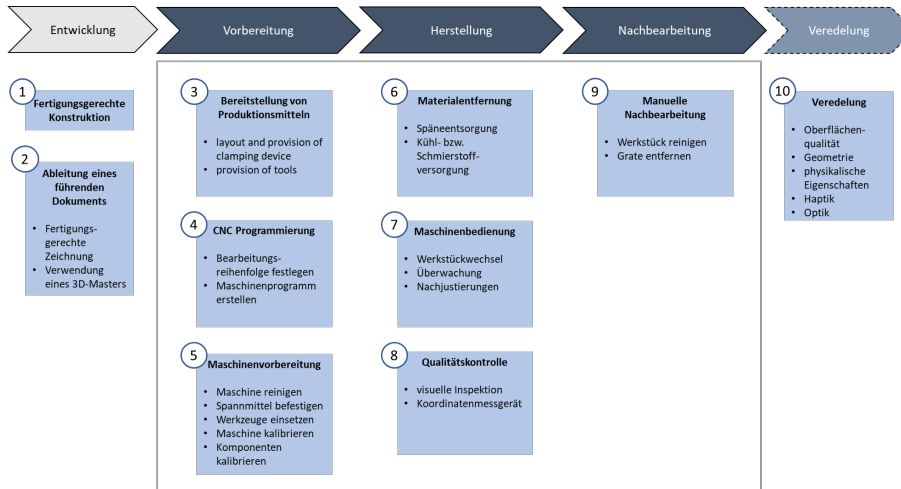 Entwicklung
Vorbereitung
Herstellung
Nachbearbeitung
Veredelung
1
Fertigungsgerechte
Konstruktion
2
Ableitung eines
führenden
Dokuments
• Fertigungs-
gerechte
Zeichnung
• Verwendung
eines 3D-Masters
3
Bereitstellung von
Produktionsmitteln
• layout and provision of
clamping device
• provision of tools
4
CNC Programmierung
• Bearbeitungs-
reihenfolge festlegen
• Maschinenprogramm
erstellen
5
Maschinenvorbereitung
• Maschine reinigen
• Spannmittel befestigen
• Werkzeuge einsetzen
• Maschine kalibrieren
• Komponenten
kalibrieren
6
Materialentfernung
• Späneentsorgung
• Kühl- bzw.
Schmierstoff-
versorgung
7
Maschinenbedienung
• Werkstückwechsel
• Überwachung
• Nachjustierungen
8
Qualitätskontrolle
• visuelle Inspektion
• Koordinatenmessgerät
9
Manuelle
Nachbearbeitung
• Werkstück reinigen
• Grate entfernen
10
Veredelung
• Oberflächen-
qualität
• Geometrie
• physikalische
Eigenschaften
• Haptik
• Optik